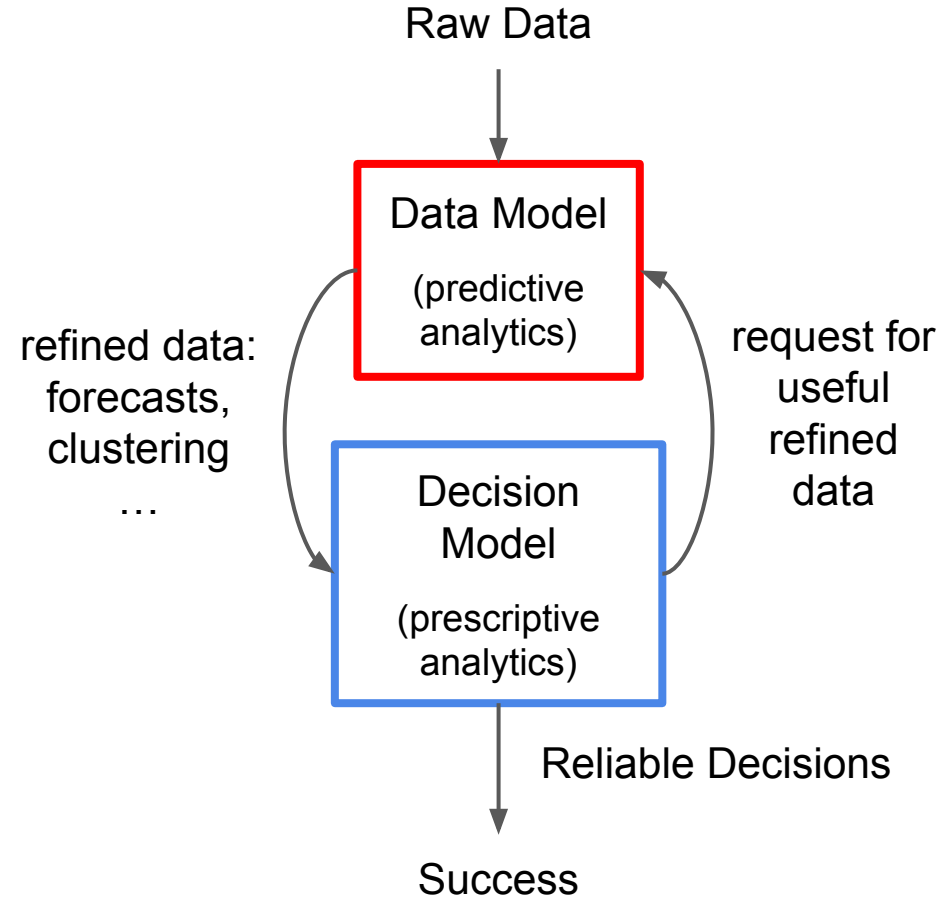 Raw Data
Data Model
(predictive
analytics)
refined data:
forecasts,
clustering
…
request for
useful
refined
data
Decision
Model
(prescriptive
analytics)
Reliable Decisions
Success